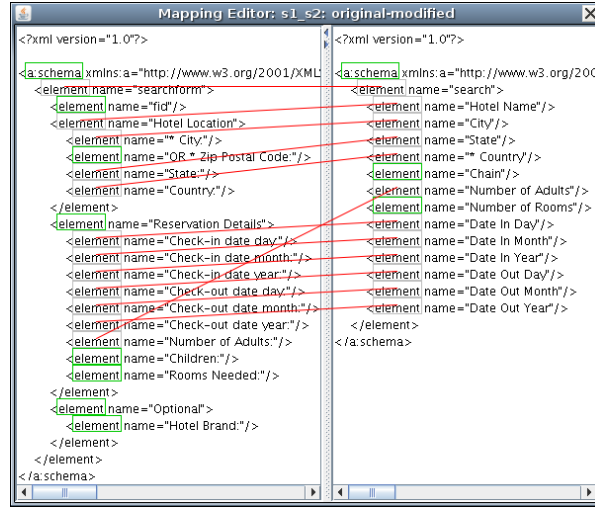 Mapping Editor: s1_s2: original-modified
<?xml version="1.0"?>
<a:schema xmlns:a="http://www.w3.org/2001/XML
<element name="searchform">
<element name="fid"/>
<element name="Hotel Location">
<element name="* City:"/>
<element name="OR * Zip Postal Code:"/>
<element name="State:"/>
<element name="Country:"/>
</element>
<element name="Reservation Details">
<element name="Check-in date day:"/>
<element name="Check-in date month:"/>
<element name="Check-in date year:"/>
<element name="Check-out date day:"/>
<element name="Check-out date month:"/>
<element name="Check-out date year:"/>
<element name="Number of Adults:"/>
<element name="Children:"/>
<element name="Rooms Needed:"/>
</element>
<element name="Optional">
<element name="Hotel Brand:"/>
</element>
</element>
</a:schema>
<?xml version="1.0"?>
<a:schema xmlns:a="http://www.w3.org/200
<element name="search">
<element name="Hotel Name"/>
<element name="City"/>
<element name="State"/>
<element name="* Country"/>
<element name="Chain"/>
<element name="Number of Adults"/>
<element name="Number of Rooms"/>
<element name="Date In Day"/>
<element name="Date In Month"/>
<element name="Date In Year"/>
<element name="Date Out Day"/>
<element name="Date Out Month"/>
<element name="Date Out Year"/>
</element>
</a:schema>